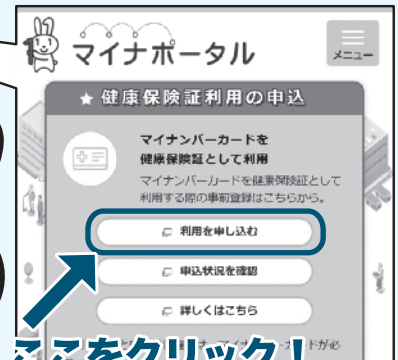 マイナポータル
メニュー
★ 健康保険証利用の申込
マイナンバーカードを
健康保険証として利用
マイナンバーカードを健康保険証として
利用する際の事前登録はこちらから。
利用を申し込む
申込状況を確認
詳しくはこちら
ここをクリック!